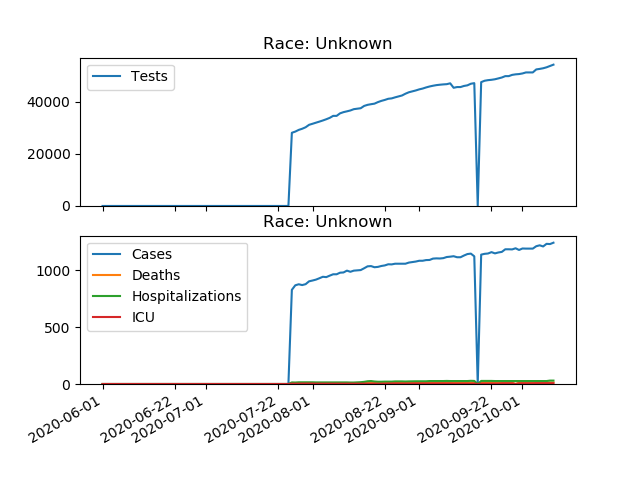 Race: Unknown
Tests
40000
20000
0
Race: Unknown
Cases
Deaths
Hospitalizations
ICU
1000
500
0
2020-06-01
2020-06-22
2020-07-01
2020-07-22
2020-08-01
2020-08-22
2020-09-01
2020-09-22
2020-10-01